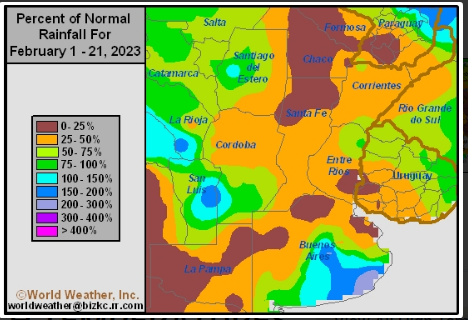 Percent of Normal
Rainfall For
February 1 - 21, 2023
Salta
Formosa
Paraguay
Chaco
Santiago
del
Estero
Catamarca
Corrientes
Rio Grande
do Sul
La Rioja
Santa Fe
Cordoba
Entre
Rios
San
Luis
Uruguay
Buenos
Aires
La Pampa
0- 25%
25- 50%
50- 75%
75- 100%
100- 150%
150- 200%
200- 300%
300- 400%
> 400%
©World Weather, Inc.
worldweather@bizkc.rr.com